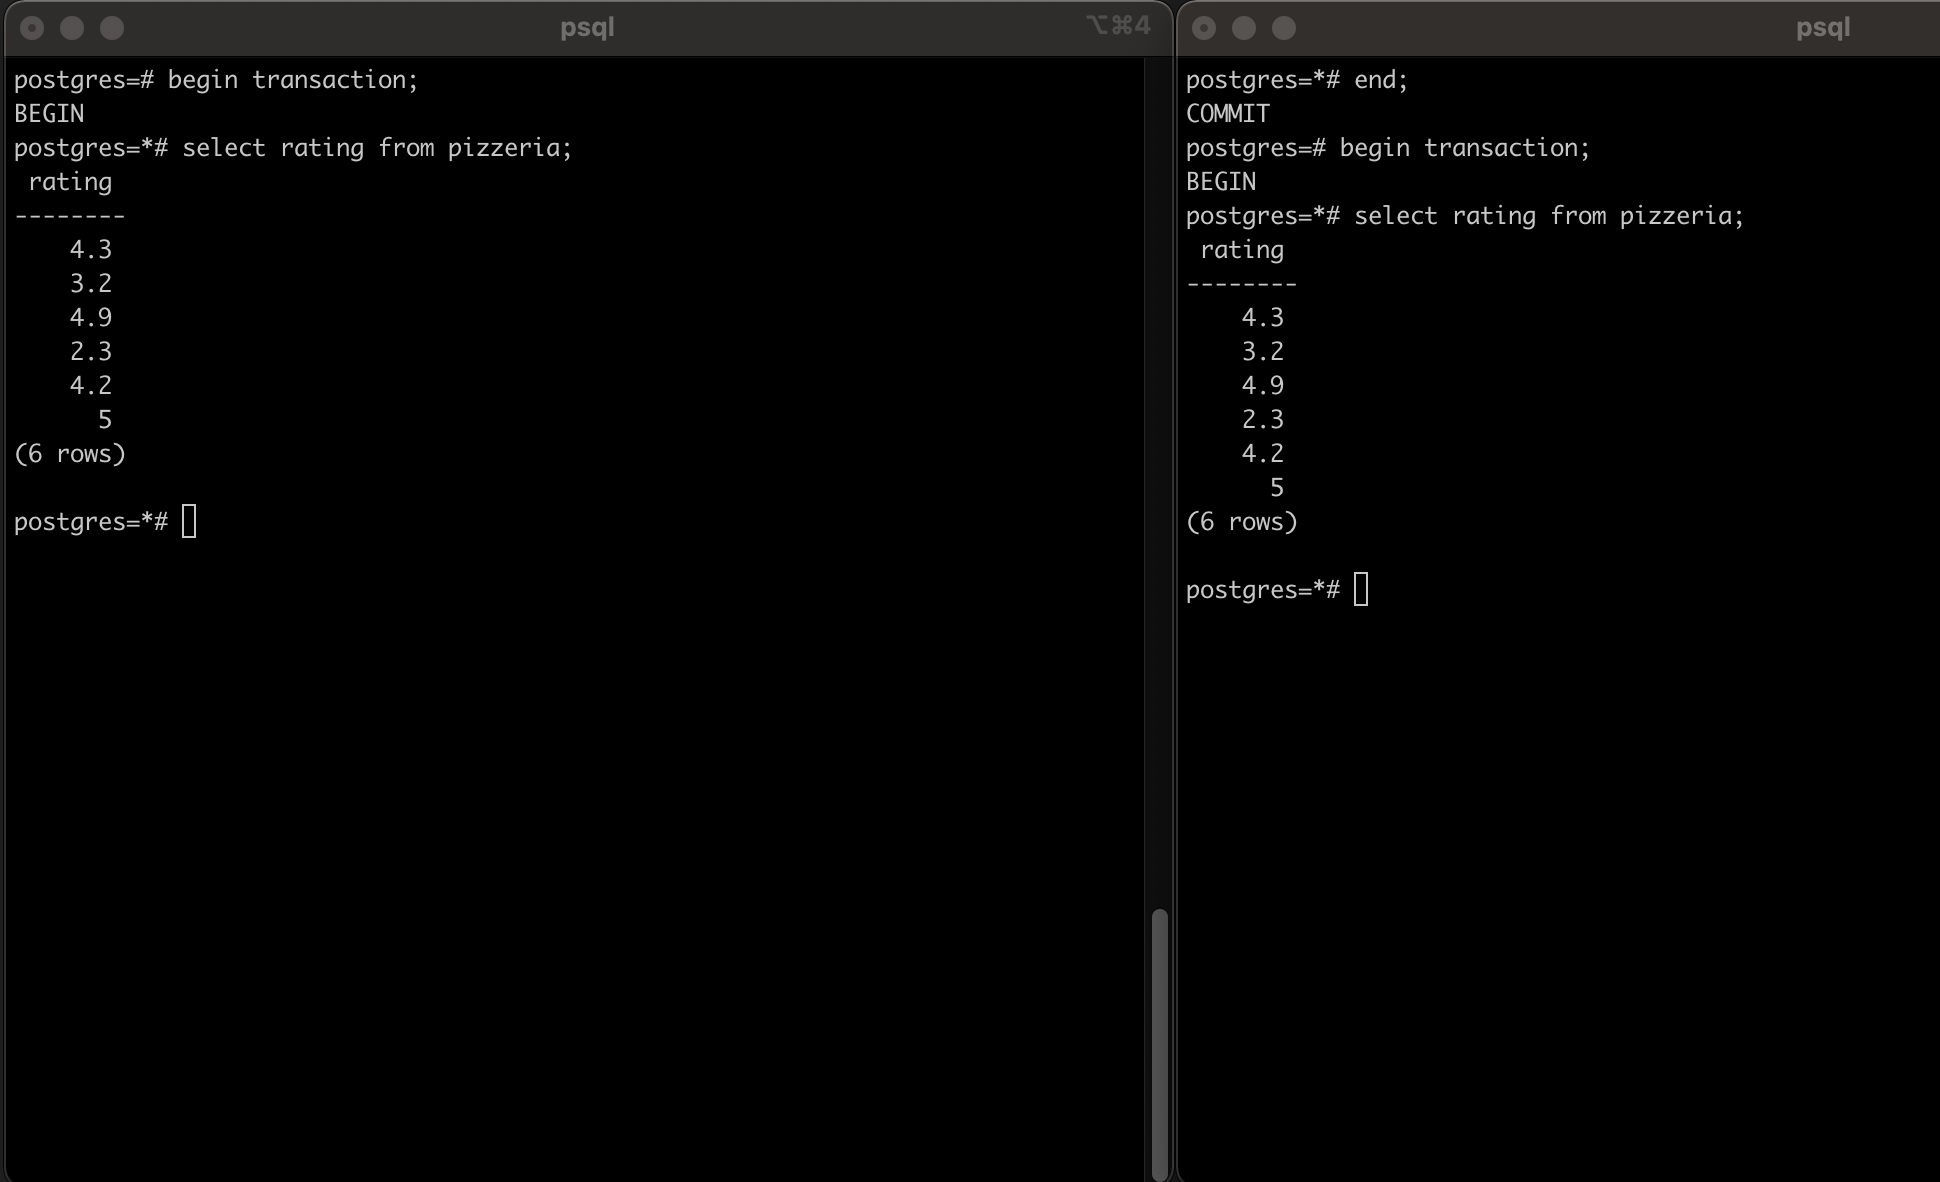 psql ⌥⌘4
postgres=# begin transaction;
BEGIN
postgres=*# select rating from pizzeria;
 rating
--------
    4.3
    3.2
    4.9
    2.3
    4.2
      5
(6 rows)

postgres=*#
psql
postgres=*# end;
COMMIT
postgres=# begin transaction;
BEGIN
postgres=*# select rating from pizzeria;
 rating
--------
    4.3
    3.2
    4.9
    2.3
    4.2
      5
(6 rows)

postgres=*#